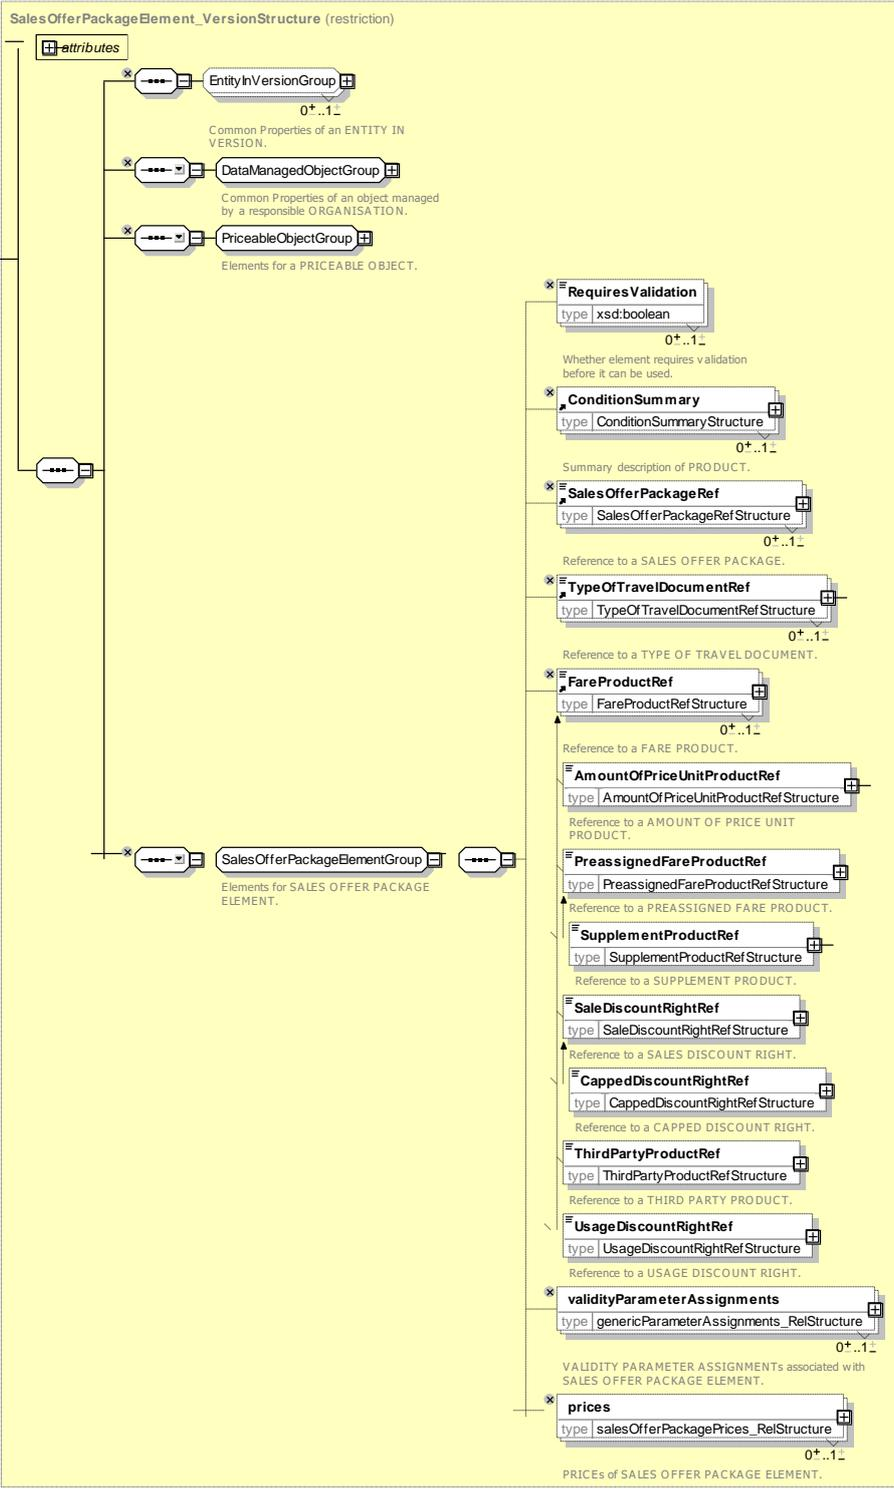 SalesOfferPackageElement_VersionStructure (restriction)
attributes
EntityInVersionGroup
0..1
Common Properties of an ENTITY IN
VERSION.
DataManagedObjectGroup
Common Properties of an object managed
by a responsible ORGANISATION.
PriceableObjectGroup
Elements for a PRICEABLE OBJECT.
RequiresValidation
type xsd:boolean
0..1
Whether element requires validation
before it can be used.
ConditionSummary
type ConditionSummaryStructure
0..1
Summary description of PRODUCT.
SalesOfferPackageRef
type SalesOfferPackageRefStructure
0..1
Reference to a SALES OFFER PACKAGE.
TypeOfTravelDocumentRef
type TypeOfTravelDocumentRefStructure
0..1
Reference to a TYPE OF TRAVEL DOCUMENT.
FareProductRef
type FareProductRefStructure
0..1
Reference to a FARE PRODUCT.
AmountOfPriceUnitProductRef
type AmountOfPriceUnitProductRefStructure
Reference to a AMOUNT OF PRICE UNIT
PRODUCT.
SalesOfferPackageElementGroup
Elements for SALES OFFER PACKAGE
ELEMENT.
PreassignedFareProductRef
type PreassignedFareProductRefStructure
Reference to a PREASSIGNED FARE PRODUCT.
SupplementProductRef
type SupplementProductRefStructure
Reference to a SUPPLEMENT PRODUCT.
SaleDiscountRightRef
type SaleDiscountRightRefStructure
Reference to a SALES DISCOUNT RIGHT.
CappedDiscountRightRef
type CappedDiscountRightRefStructure
Reference to a CAPPED DISCOUNT RIGHT.
ThirdPartyProductRef
type ThirdPartyProductRefStructure
Reference to a THIRD PARTY PRODUCT.
UsageDiscountRightRef
type UsageDiscountRightRefStructure
Reference to a USAGE DISCOUNT RIGHT.
validityParameterAssignments
type genericParameterAssignments_RelStructure
0..1
VALIDITY PARAMETER ASSIGNMENTs associated with
SALES OFFER PACKAGE ELEMENT.
prices
type salesOfferPackagePrices_RelStructure
0..1
PRICEs of SALES OFFER PACKAGE ELEMENT.